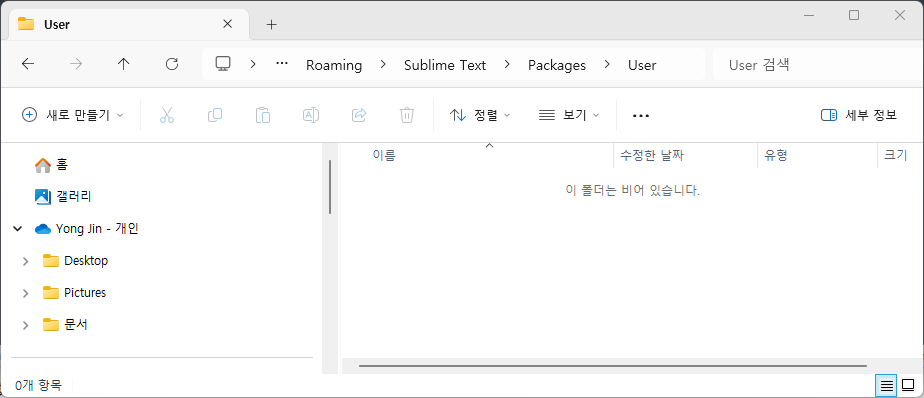 User
Roaming > Sublime Text > Packages > User
User 검색
새로 만들기
정렬
보기
세부 정보
홈
갤러리
Yong Jin - 개인
Desktop
Pictures
문서
이름 수정한 날짜 유형 크기
이 폴더는 비어 있습니다.
0개 항목